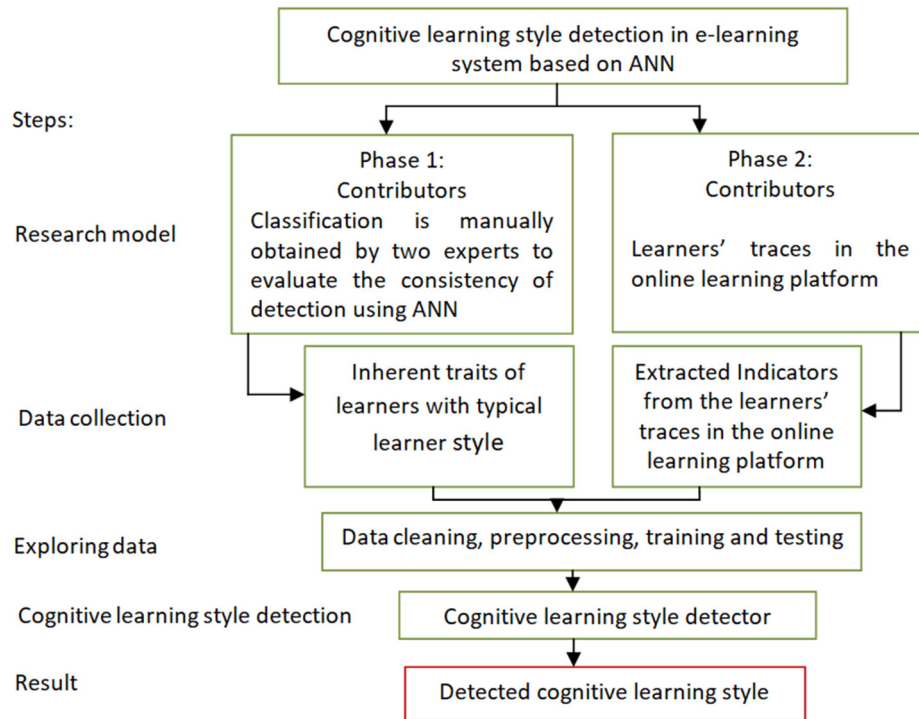 Cognitive learning style detection in e-learning
system based on ANN
Steps:
Research model
Phase 1:
Contributors
Classification is manually
obtained by two experts to
evaluate the consistency of
detection using ANN
Phase 2:
Contributors
Learners’ traces in the
online learning platform
Data collection
Inherent traits of
learners with typical
learner style
Extracted Indicators
from the learners’
traces in the online
learning platform
Exploring data
Data cleaning, preprocessing, training and testing
Cognitive learning style detection
Cognitive learning style detector
Result
Detected cognitive learning style